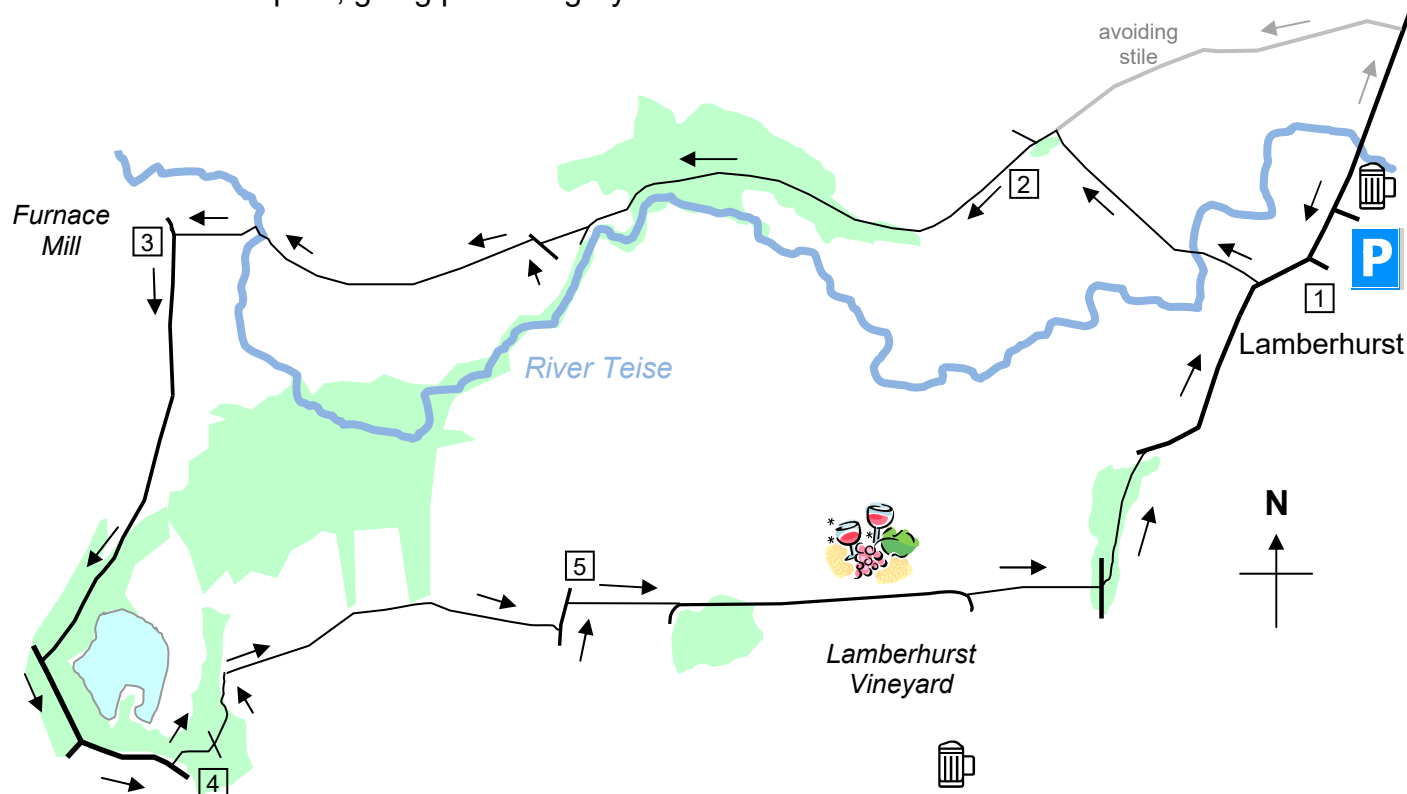 avoiding
stile
2
Furnace
Mill
3
P
1
Lamberhurst
River Teise
N
5
Lamberhurst
Vineyard
4